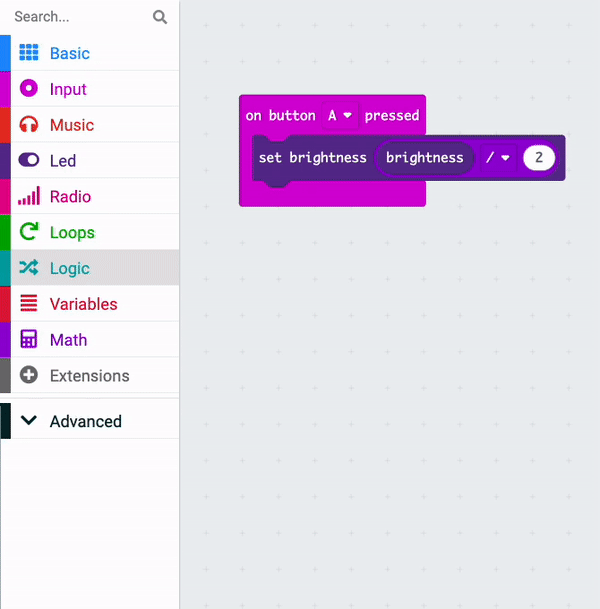 Search...
Basic
Input
Music
Led
Radio
Loops
Logic
Variables
Math
Extensions
Advanced
on button A pressed
set brightness brightness / 2